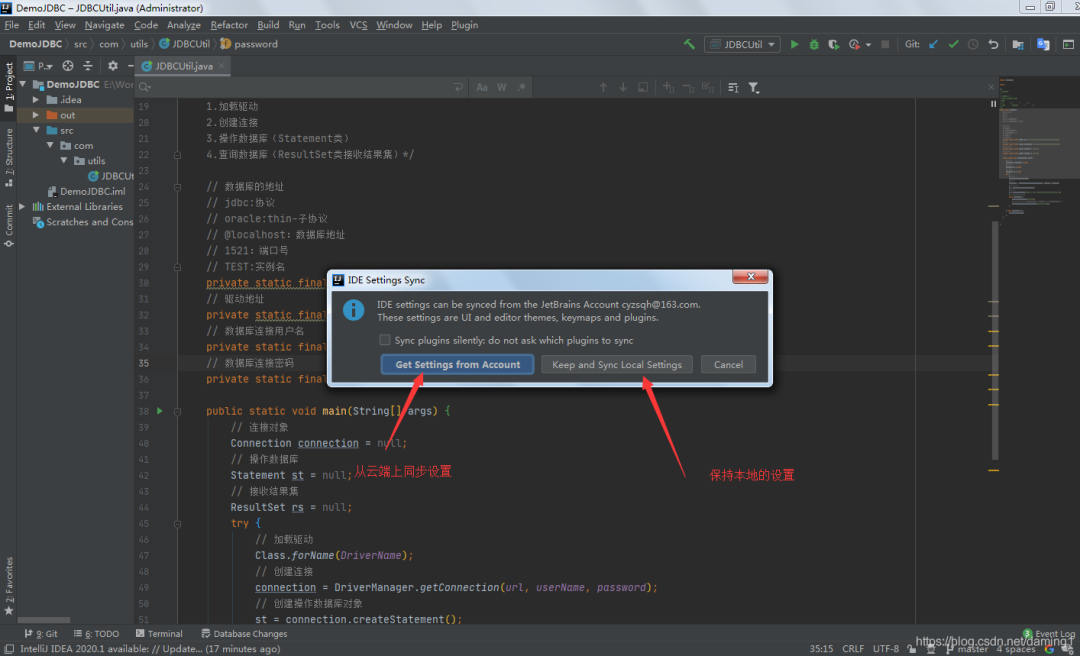 DemoJDBC – JDBCUtil.java (Administrator)
File Edit View Navigate Code Analyze Refactor Build Run Tools VCS Window Help Plugin
DemoJDBC src com utils JDBCUtil password JDBCUtil Git:
1: Project
7: Structure
Commit
2: Favorites
P..
DemoJDBC E:\Wor
.idea
out
src
com
utils
JDBCUt
DemoJDBC.iml
External Libraries
Scratches and Cons
JDBCUtil.java
Aa W .*
19 1.加载驱动
20 2.创建连接
21 3.操作数据库（Statement类）
22 4.查询数据库（ResultSet类接收结果集）*/
23
24 // 数据库的地址
25 // jdbc:协议
26 // oracle:thin-子协议
27 // @localhost：数据库地址
28 // 1521：端口号
29 // TEST:实例名
30 private static final
31 // 驱动地址
32 private static final
33 // 数据库连接用户名
34 private static final
35 // 数据库连接密码
36 private static final
37
38 public static void main(String[] args) {
39 // 连接对象
40 Connection connection = null;
41 // 操作数据库
42 Statement st = null;
43 // 接收结果集
44 ResultSet rs = null;
45 try {
46 // 加载驱动
47 Class.forName(DriverName);
48 // 创建连接
49 connection = DriverManager.getConnection(url, userName, password);
50 // 创建操作数据库对象
51 st = connection.createStatement();
IDE Settings Sync
IDE settings can be synced from the JetBrains Account cyzsqh@163.com.
These settings are UI and editor themes, keymaps and plugins.
Sync plugins silently: do not ask which plugins to sync
Get Settings from Account Keep and Sync Local Settings Cancel
从云端上同步设置
保持本地的设置
9: Git 6: TODO Terminal Database Changes 3 Event Log
https://blog.csdn.net/daming1
IntelliJ IDEA 2020.1 available: // Update... (17 minutes ago) 35:15 CRLF UTF-8 master 4 spaces